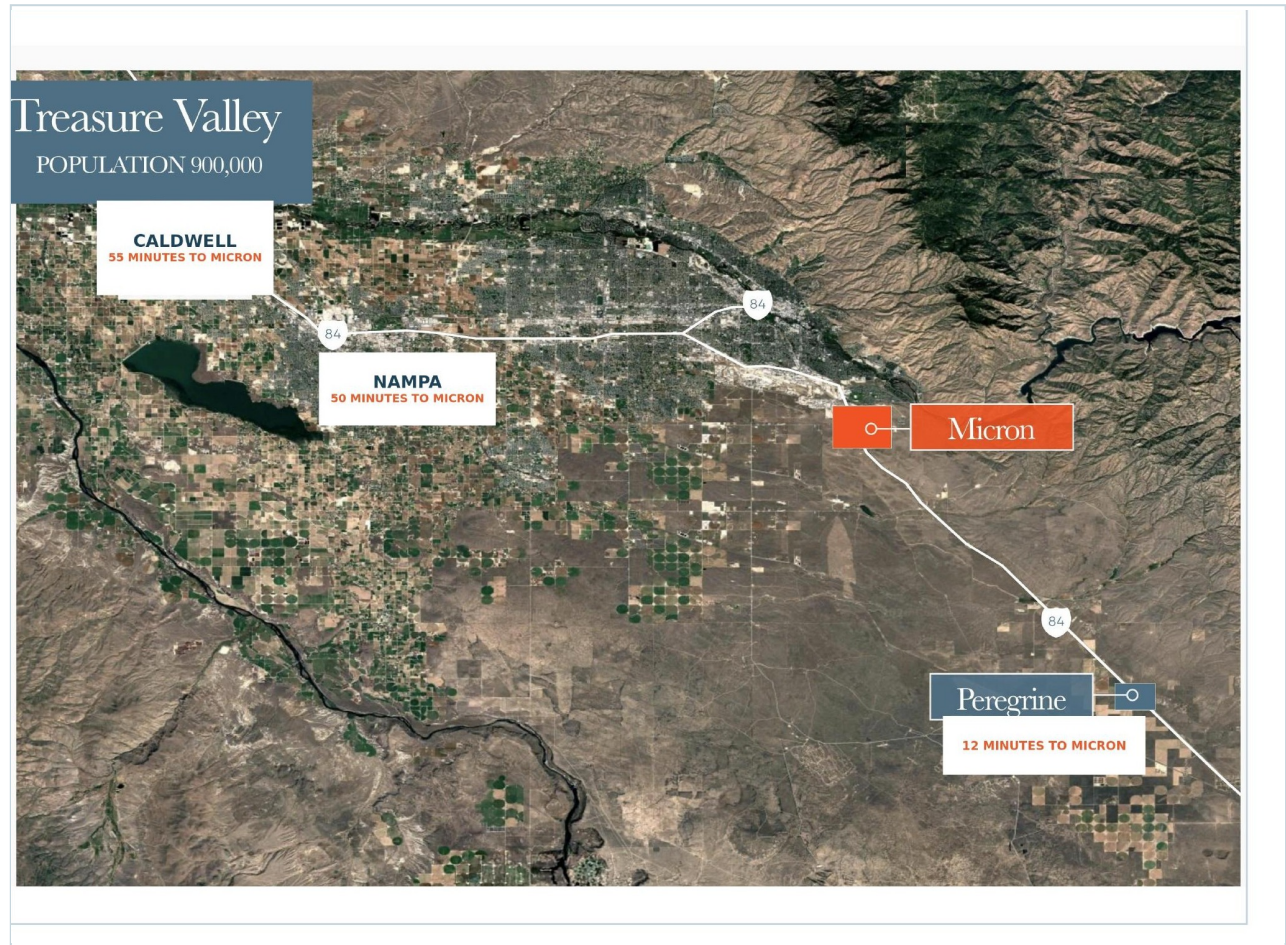 Treasure Valley
POPULATION 900,000
CALDWELL
55 MINUTES TO MICRON
84
84
NAMPA
50 MINUTES TO MICRON
Micron
84
Peregrine
12 MINUTES TO MICRON